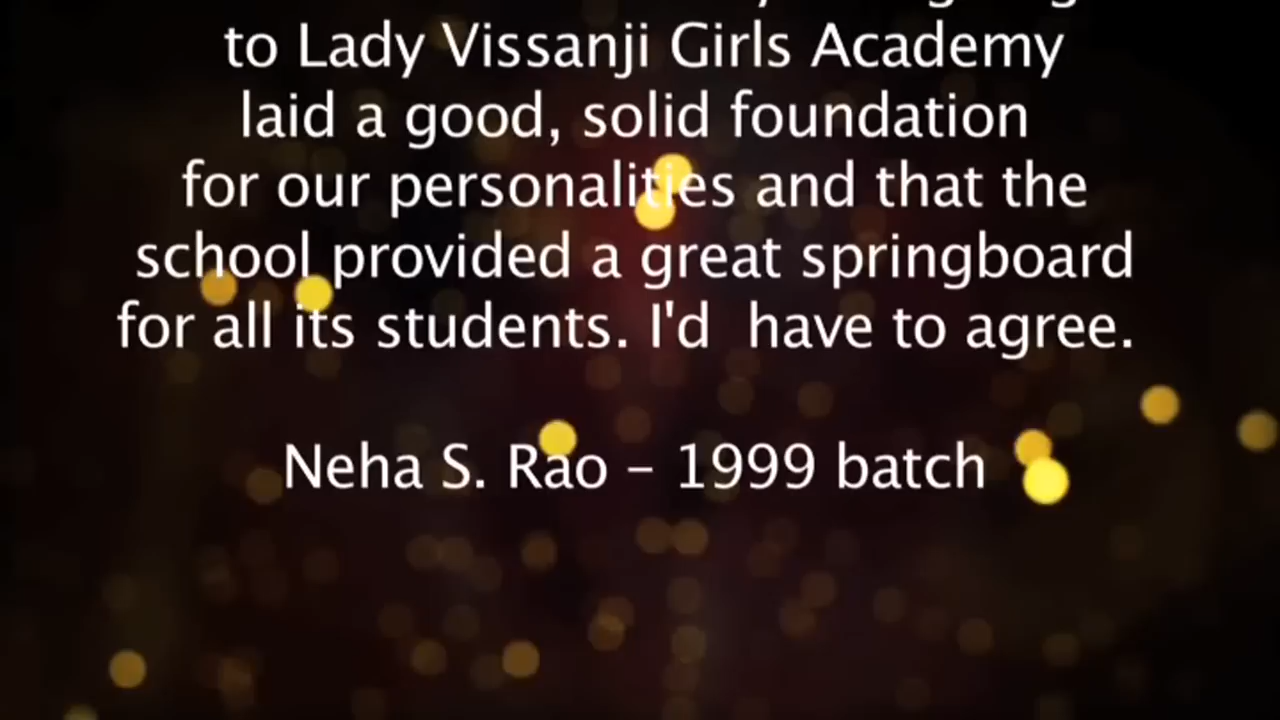 to Lady Vissanji Girls Academy
laid a good, solid foundation
for our personalities and that the
school provided a great springboard
for all its students. I'd  have to agree.
Neha S. Rao – 1999 batch